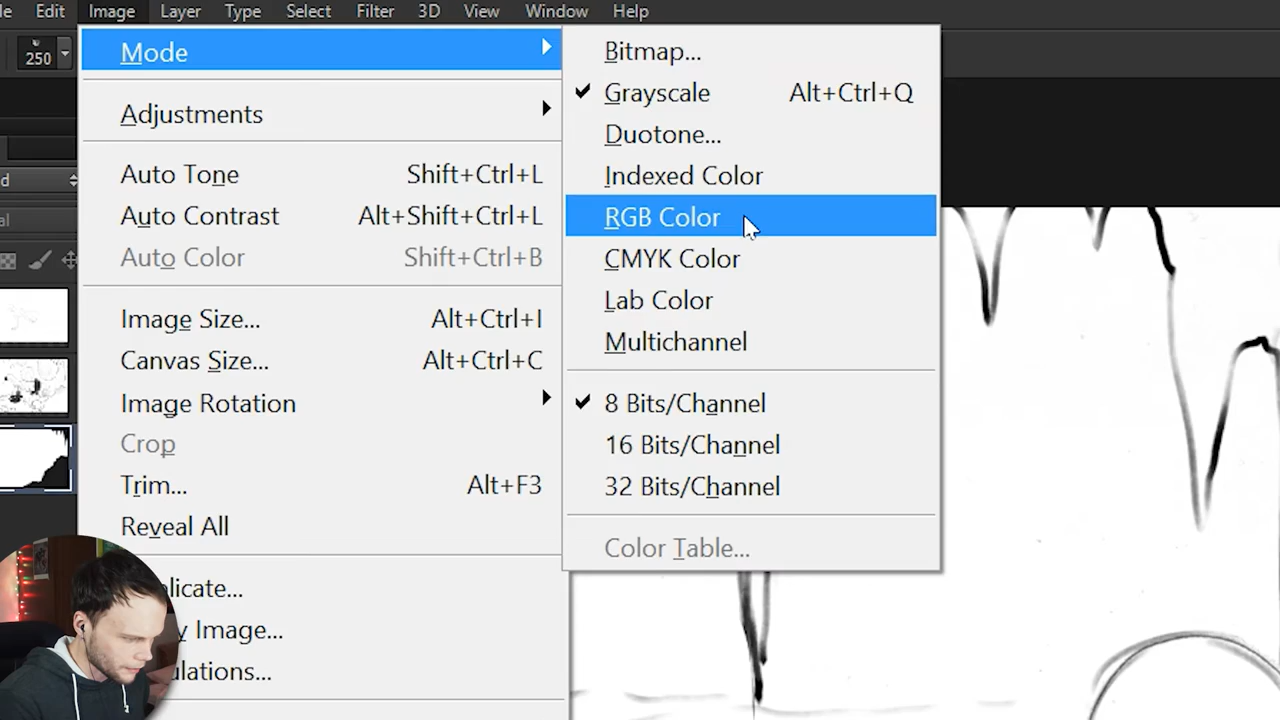 Edit Image Layer Type Select Filter 3D View Window Help
250
Mode
Adjustments
Auto Tone Shift+Ctrl+L
Auto Contrast Alt+Shift+Ctrl+L
Auto Color Shift+Ctrl+B
Image Size... Alt+Ctrl+I
Canvas Size... Alt+Ctrl+C
Image Rotation
Crop
Trim... Alt+F3
Reveal All
Bitmap...
Grayscale Alt+Ctrl+Q
Duotone...
Indexed Color
RGB Color
CMYK Color
Lab Color
Multichannel
8 Bits/Channel
16 Bits/Channel
32 Bits/Channel
Color Table...
Image...